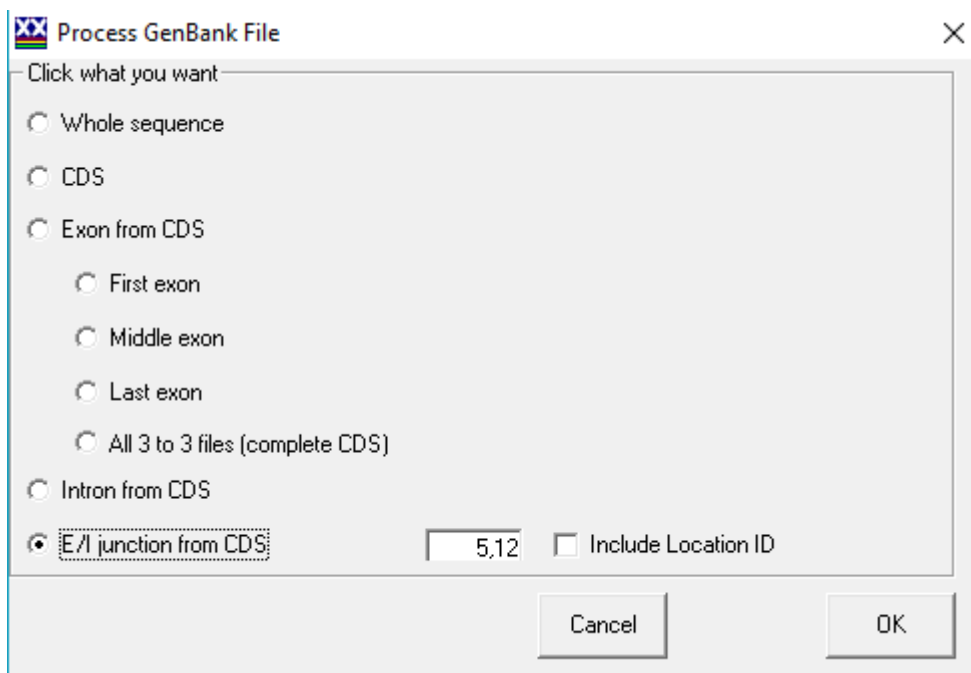 Process GenBank File
Click what you want
Whole sequence
CDS
Exon from CDS
First exon
Middle exon
Last exon
All 3 to 3 files (complete CDS)
Intron from CDS
E/I junction from CDS 5,12 Include Location ID
Cancel OK